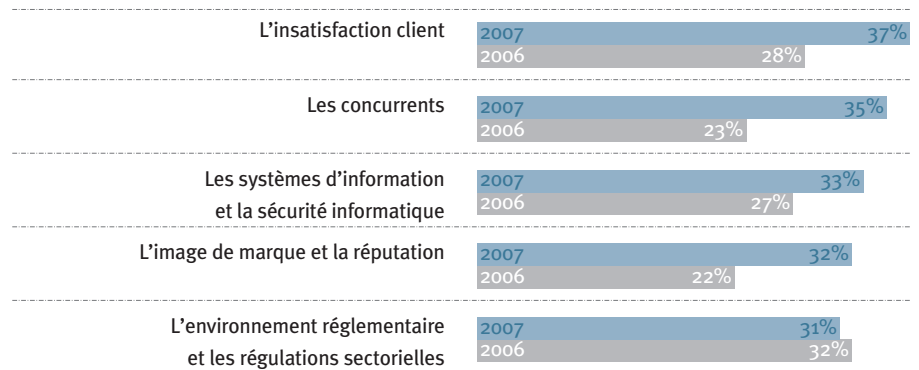 L'insatisfaction client
2007 37%
2006 28%
Les concurrents
2007 35%
2006 23%
Les systèmes d'information
et la sécurité informatique
2007 33%
2006 27%
L'image de marque et la réputation
2007 32%
2006 22%
L'environnement réglementaire
et les régulations sectorielles
2007 31%
2006 32%